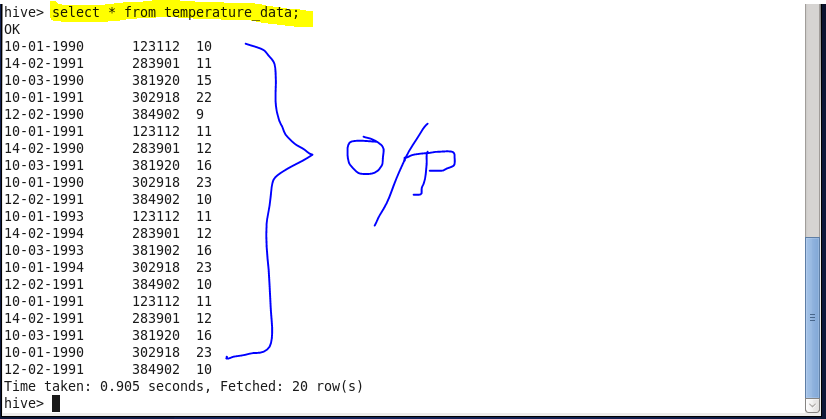 hive> select * from temperature_data;
OK
10-01-1990 123112 10
14-02-1991 283901 11
10-03-1990 381920 15
10-01-1991 302918 22
12-02-1990 384902 9
10-01-1991 123112 11
14-02-1990 283901 12
10-03-1991 381920 16
10-01-1990 302918 23
12-02-1991 384902 10
10-01-1993 123112 11
14-02-1994 283901 12
10-03-1993 381902 16
10-01-1994 302918 23
12-02-1991 384902 10
10-01-1991 123112 11
14-02-1991 283901 12
10-03-1991 381920 16
10-01-1990 302918 23
12-02-1991 384902 10
O/P
Time taken: 0.905 seconds, Fetched: 20 row(s)
hive>